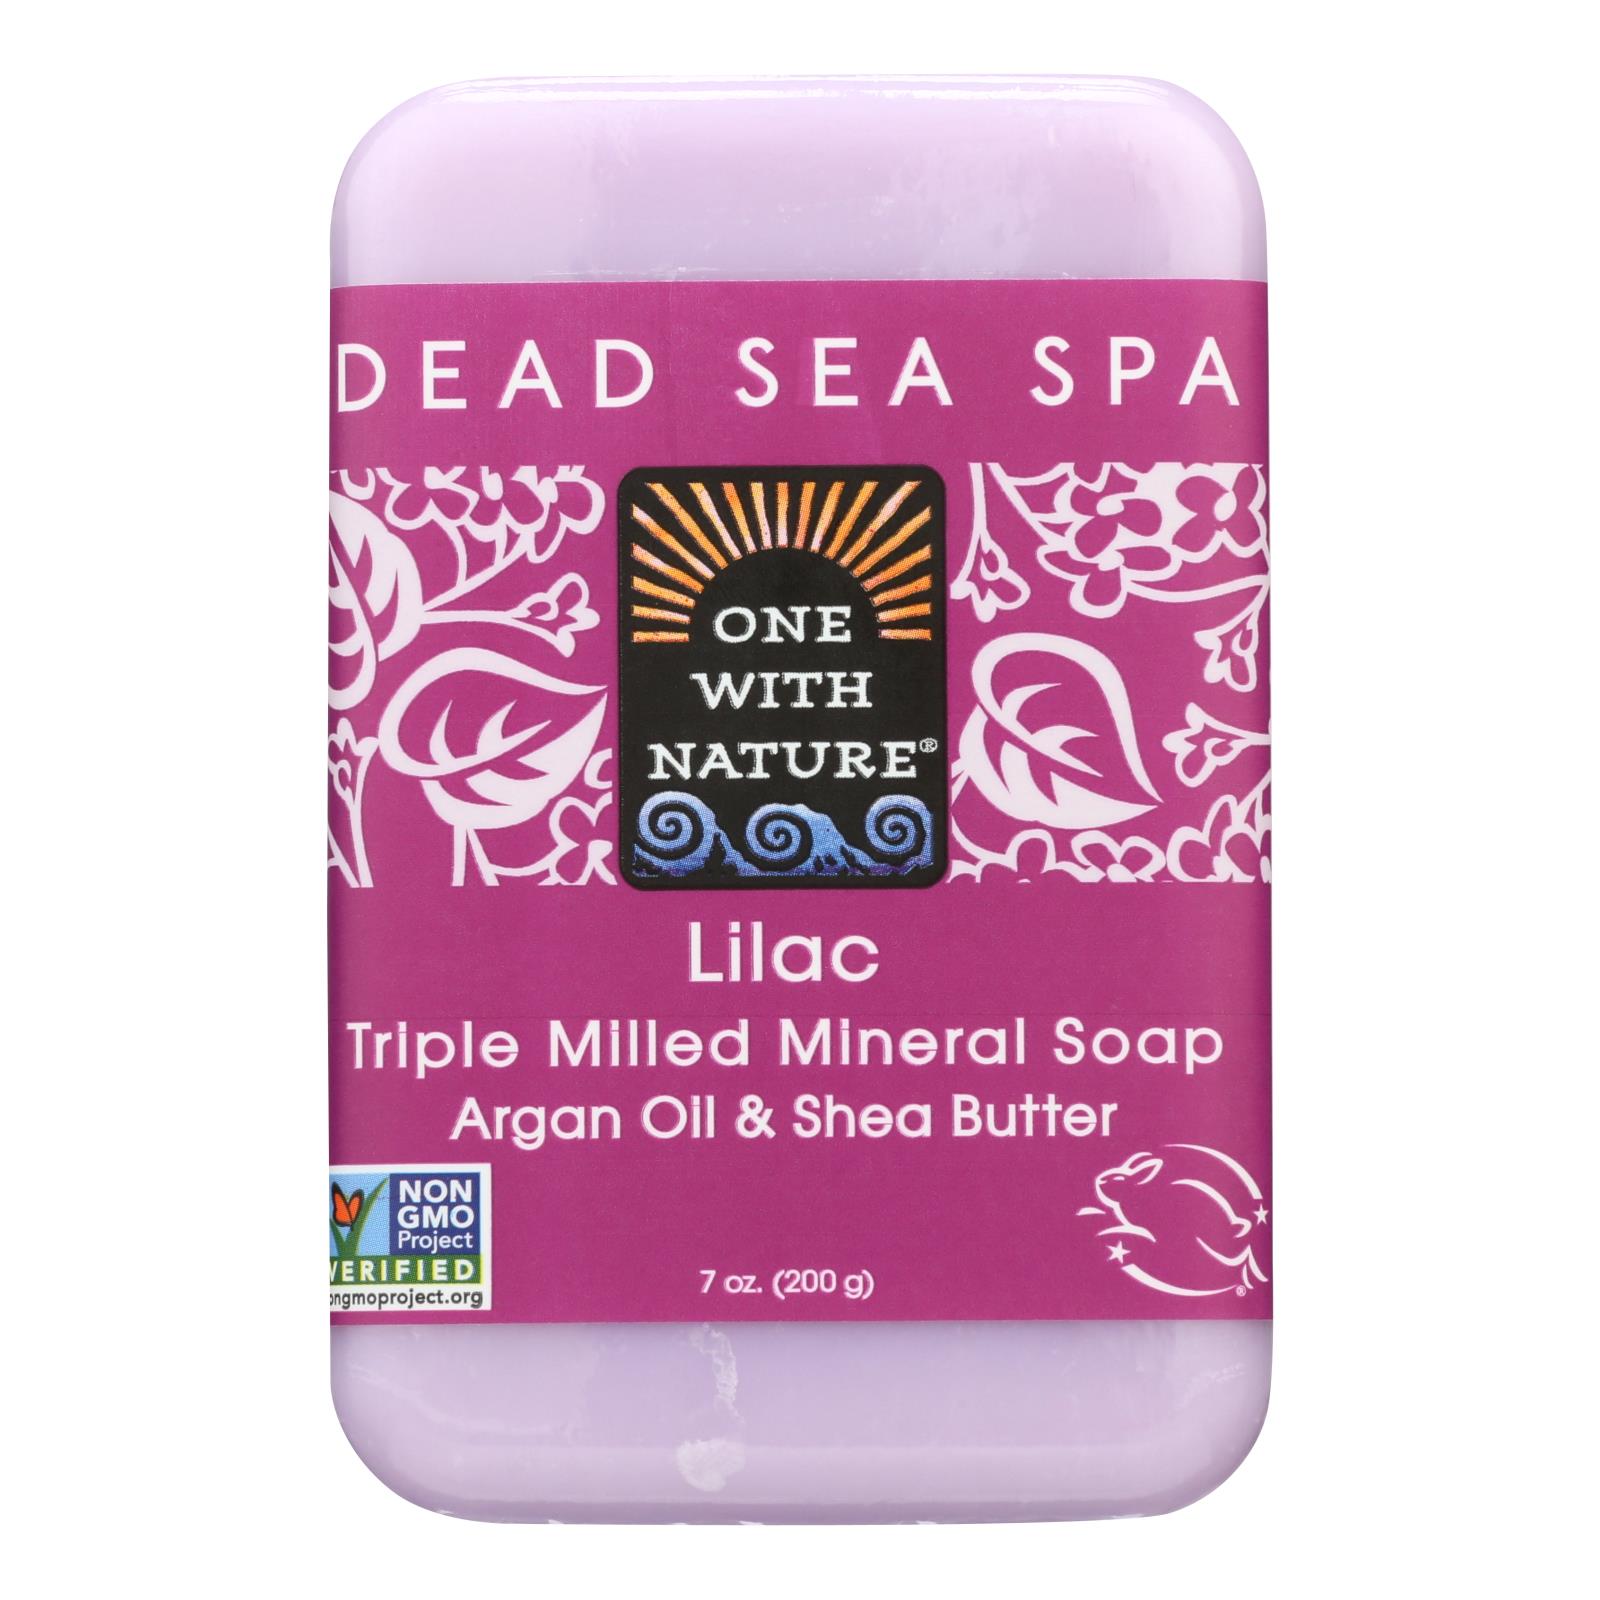 DEAD SEA SPA
ONE
WITH
NATURE®
Lilac
Triple Milled Mineral Soap
Argan Oil & Shea Butter
NON
GMO
Project
VERIFIED
ongmoproject.org
7 oz. (200 g)
®